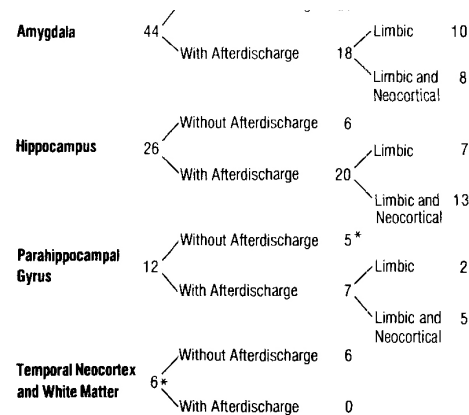 Amygdala 44 With Afterdischarge 18 Limbic 10
Limbic and 8
Neocortical
Without Afterdischarge 6
Hippocampus 26 Limbic 7
With Afterdischarge 20
Limbic and 13
Neocortical
Without Afterdischarge 5*
Parahippocampal 12 Limbic 2
Gyrus
With Afterdischarge 7
Limbic and 5
Neocortical
Without Afterdischarge 6
Temporal Neocortex
and White Matter 6*
With Afterdischarge 0